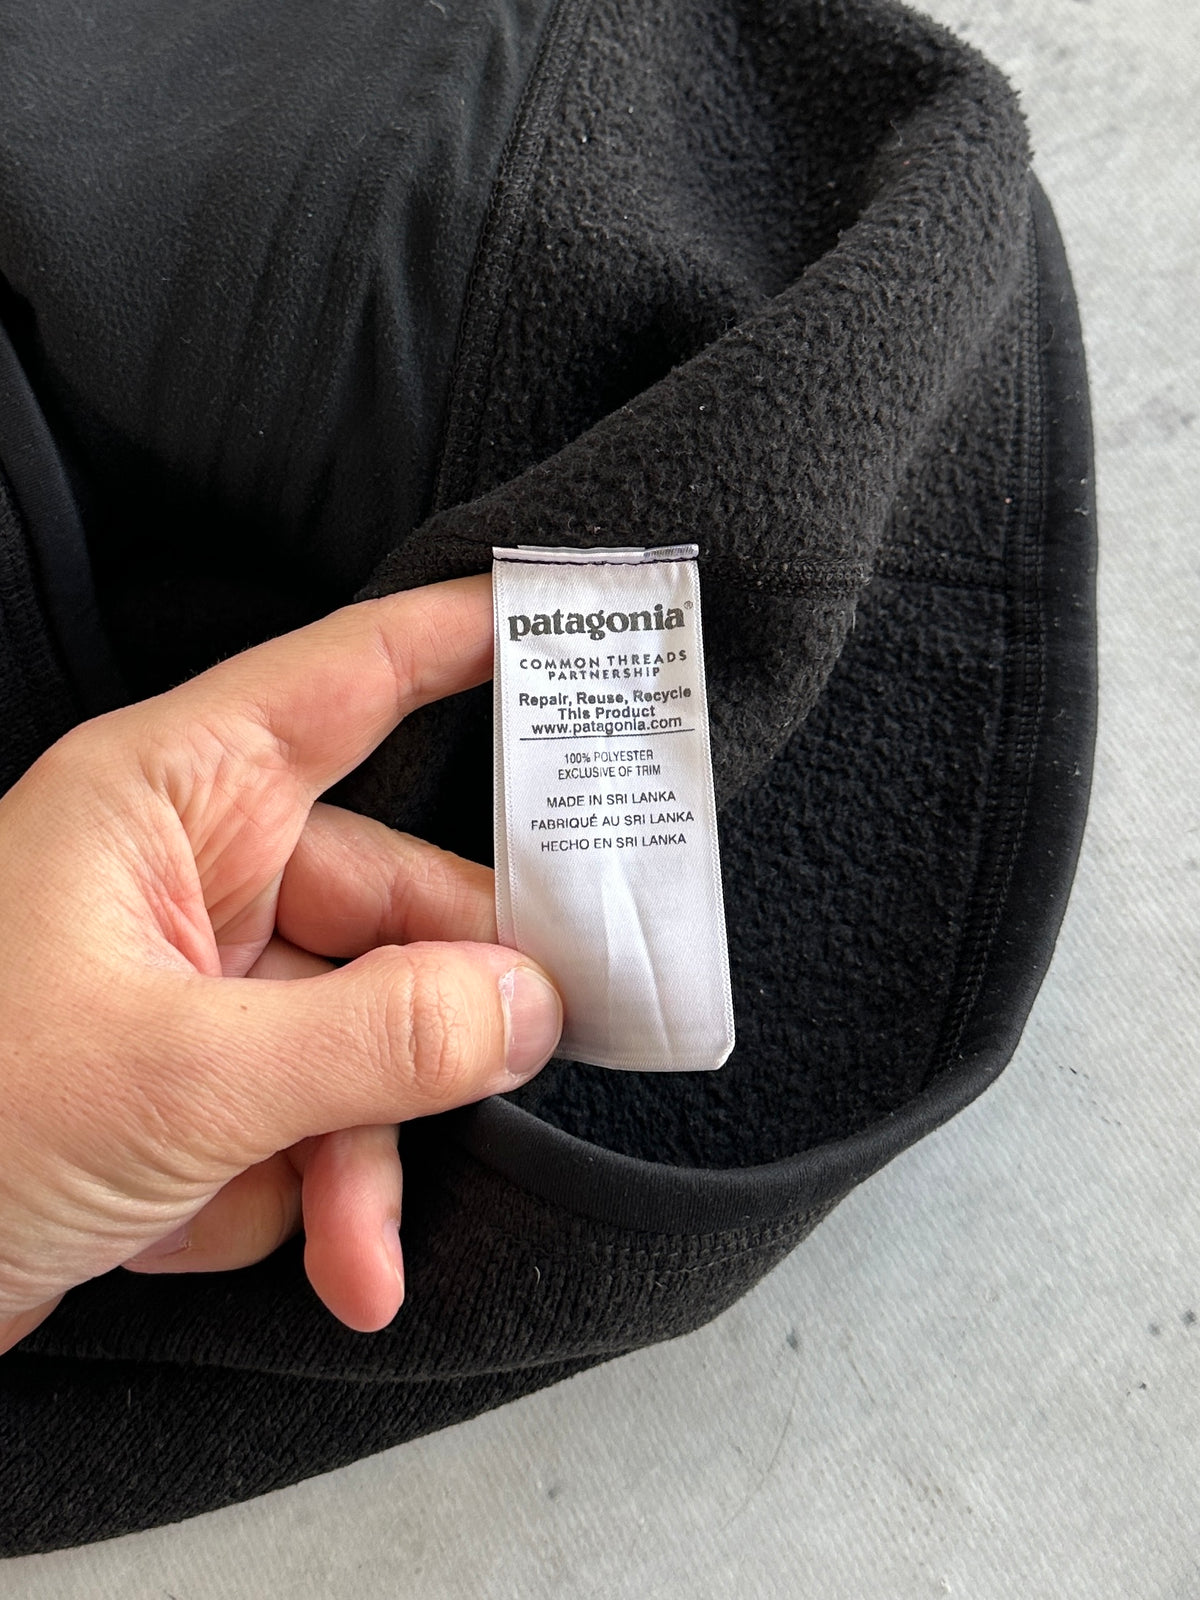 patagonia®
COMMON THREADS
PARTNERSHIP
Repair, Reuse, Recycle
This Product
www.patagonia.com
100% POLYESTER
EXCLUSIVE OF TRIM
MADE IN SRI LANKA
FABRIQUÉ AU SRI LANKA
HECHO EN SRI LANKA